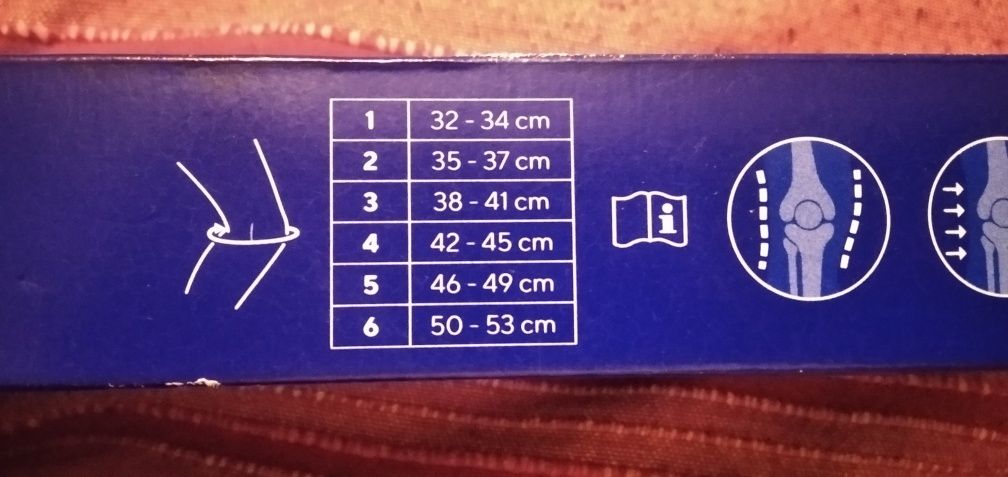 1 32 - 34 cm
2 35 - 37 cm
3 38 - 41 cm
4 42 - 45 cm
5 46 - 49 cm
6 50 - 53 cm
i